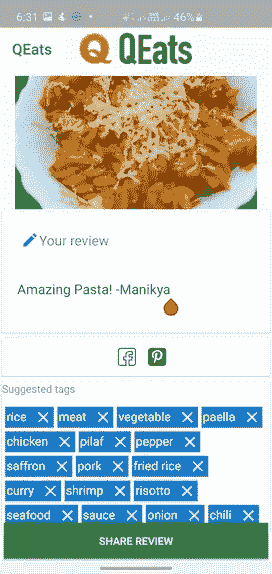 6:31 46%
QEats QEats
Your review
Amazing Pasta! -Manikya
Suggested tags
rice meat vegetable paella
chicken pilaf pepper
saffron pork fried rice
curry shrimp risotto
seafood sauce onion chili
SHARE REVIEW